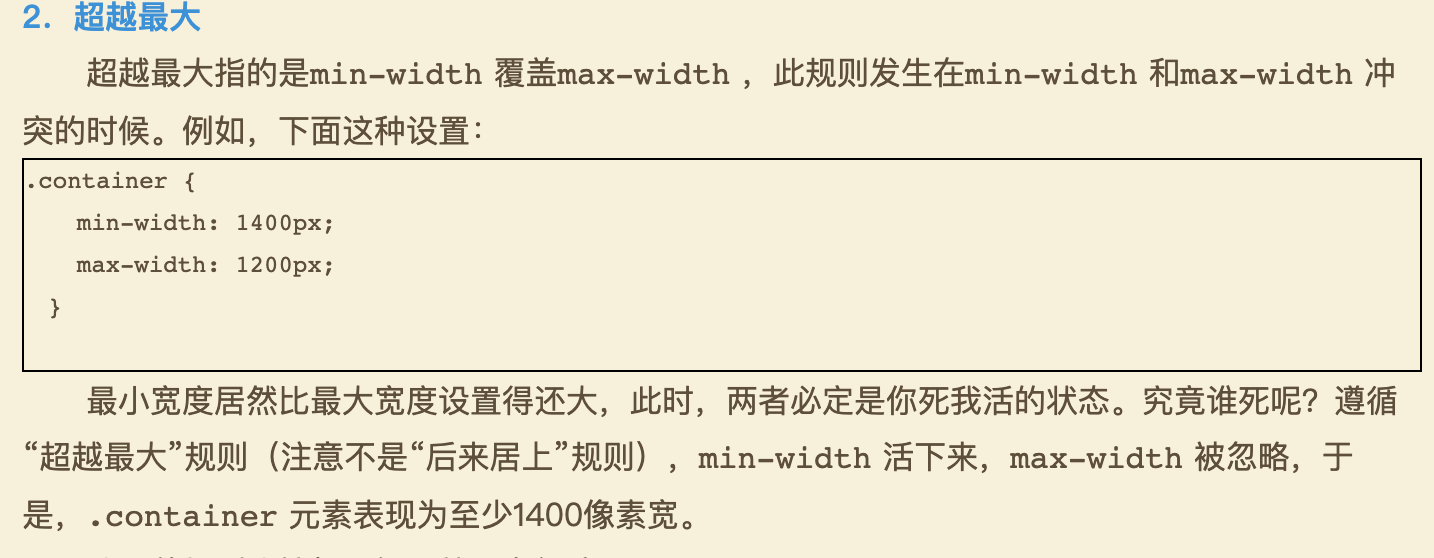 2. 超越最大
超越最大指的是min-width 覆盖max-width ，此规则发生在min-width 和max-width 冲
突的时候。例如，下面这种设置：
.container {
min-width: 1400px;
max-width: 1200px;
}
最小宽度居然比最大宽度设置得还大，此时，两者必定是你死我活的状态。究竟谁死呢？遵循
“超越最大”规则（注意不是“后来居上”规则），min-width 活下来，max-width 被忽略，于
是，.container 元素表现为至少1400像素宽。